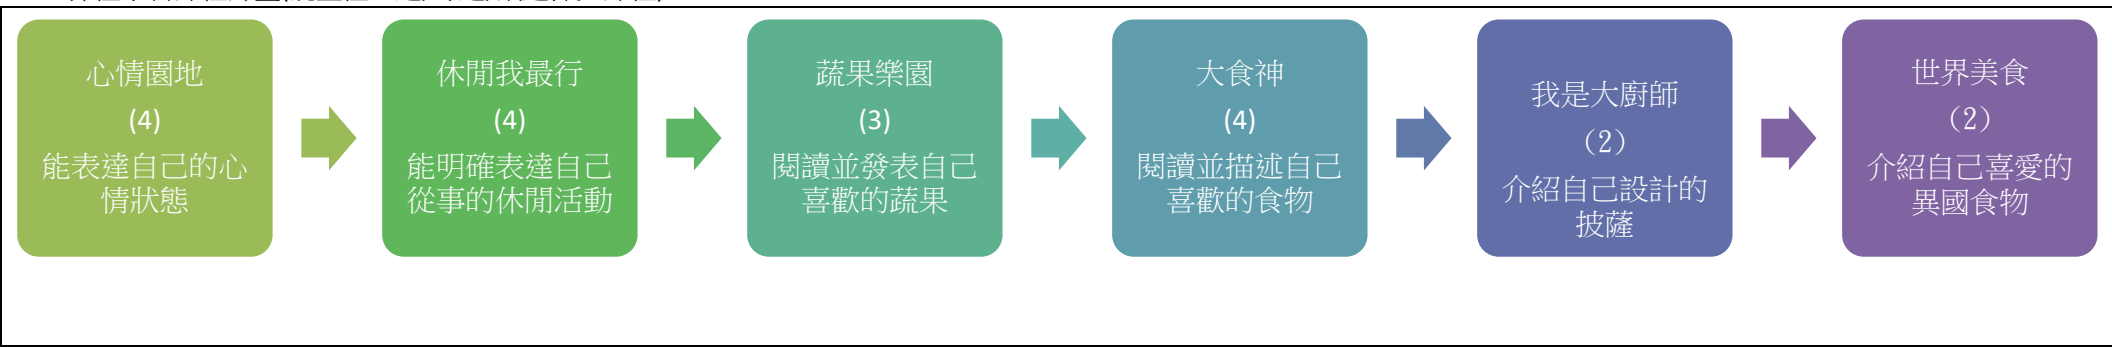 心情園地
(4)
能表達自己的心
情狀態
休閒我最行
(4)
能明確表達自己
從事的休閒活動
蔬果樂園
(3)
閱讀並發表自己
喜歡的蔬果
大食神
(4)
閱讀並描述自己
喜歡的食物
我是大廚師
（2）
介紹自己設計的
披薩
世界美食
（2）
介紹自己喜愛的
異國食物